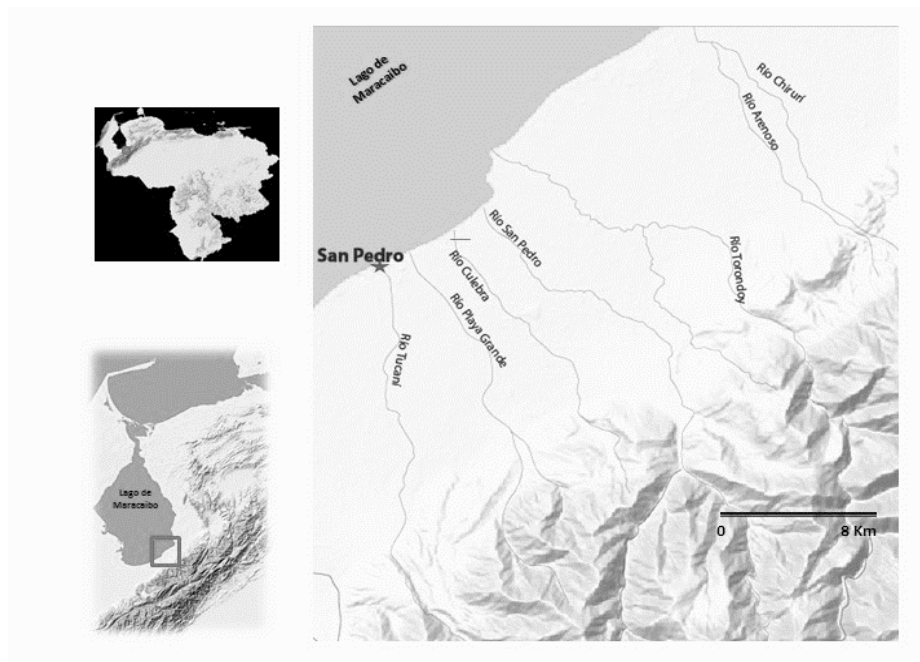 Lago de
Maracaibo
Río Chirurí
Río Arenoso
Río San Pedro
Río Torondoy
San Pedro
Río Culebra
Río Playa Grande
Río Tucaní
Lago de
Maracaibo
0 8 Km